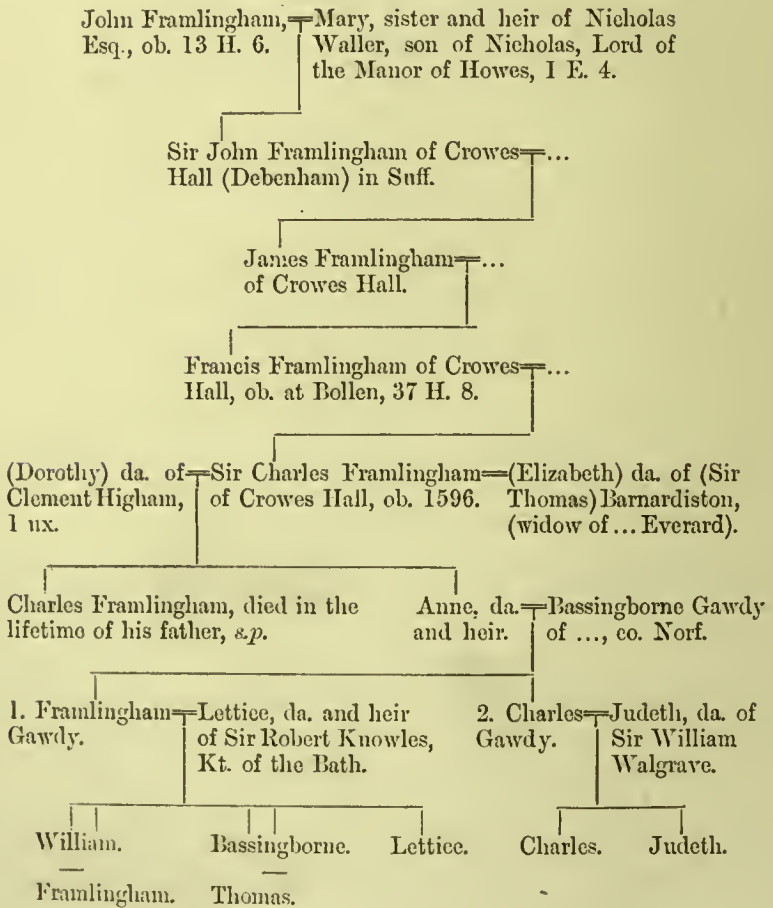 John Framlingham, Mary, sister and heir of Nicholas
Esq., ob. 13 H. 6. Waller, son of Nicholas, Lord of
the Manor of Howes, 1 E. 4.
Sir John Framlingham of Crowes ...
Hall (Debenham) in Suff.
James Framlingham ...
of Crowes Hall.
Francis Framlingham of Crowes ...
Hall, ob. at Bollen, 37 H. 8.
(Dorothy) da. of Sir Charles Framlingham (Elizabeth) da. of (Sir
Clement Higham, of Crowes Hall, ob. 1596. Thomas) Barnardiston,
1 ux. (widow of ... Everard).
Charles Framlingham, died in the Anne, da. Bassingborne Gawdy
lifetime of his father, s.p. and heir. of ..., co. Norf.
1. Framlingham Lettice, da. and heir 2. Charles Judeth, da. of
Gawdy. of Sir Robert Knowles, Gawdy. Sir William
Kt. of the Bath. Walgrave.
William. Bassingborne. Lettice. Charles. Judeth.
Framlingham. Thomas.